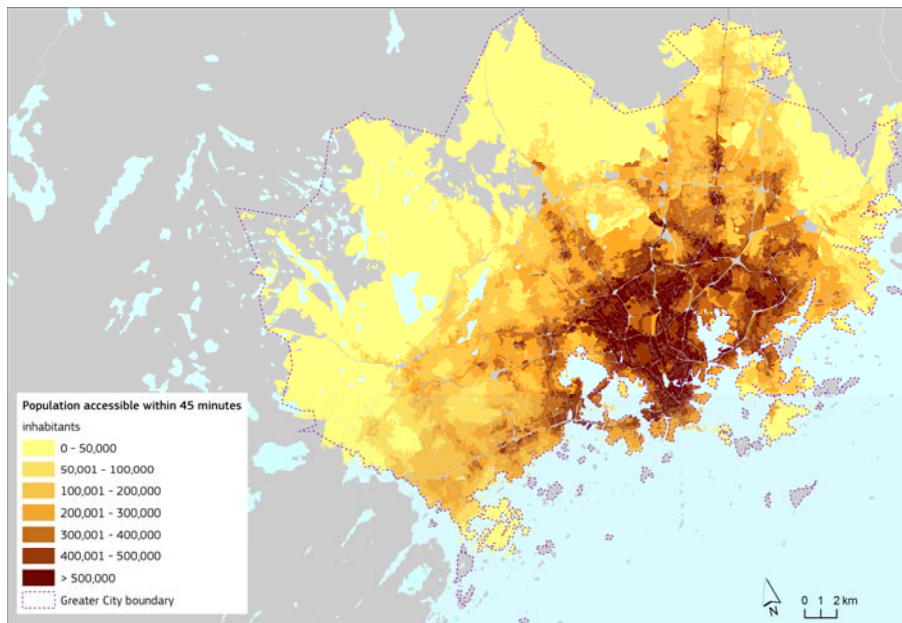 Population accessible within 45 minutes
inhabitants
0 - 50,000
50,001 - 100,000
100,001 - 200,000
200,001 - 300,000
300,001 - 400,000
400,001 - 500,000
> 500,000
Greater City boundary
N
0 1 2 km